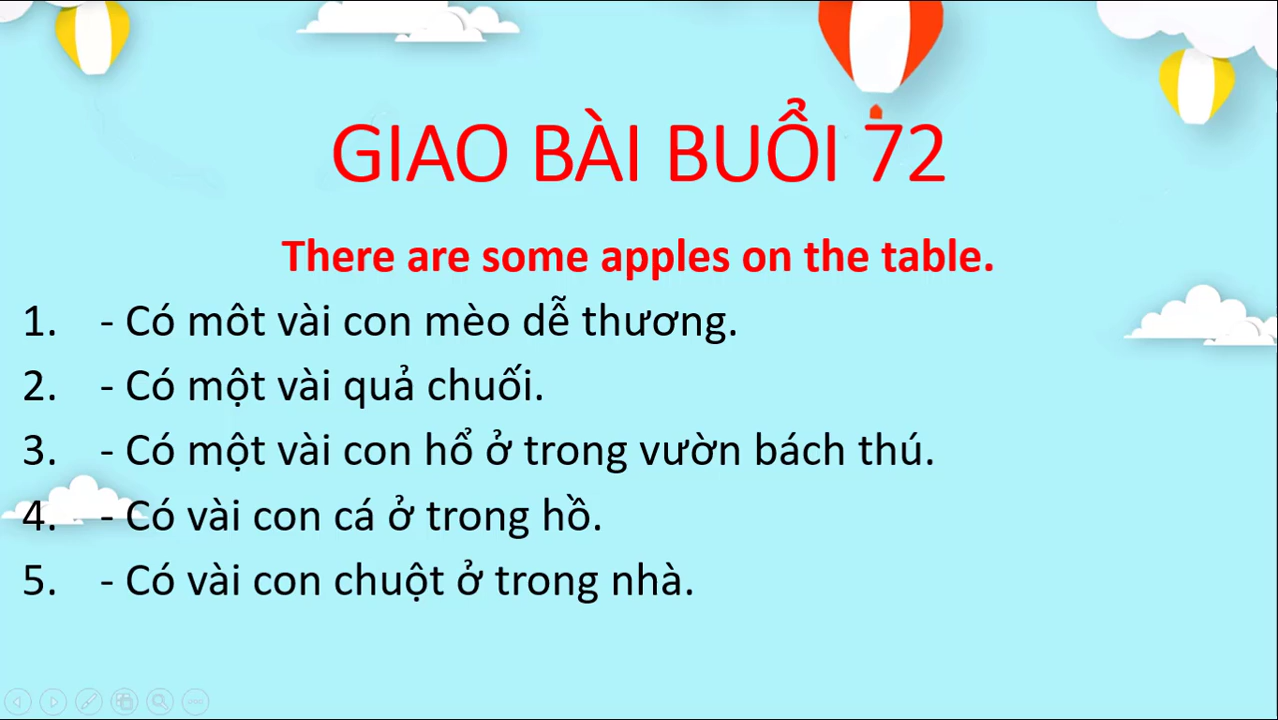 GIAO BÀI BUỔI 72
There are some apples on the table.
1. - Có môt vài con mèo dễ thương.
2. - Có một vài quả chuối.
3. - Có một vài con hổ ở trong vườn bách thú.
4. - Có vài con cá ở trong hồ.
5. - Có vài con chuột ở trong nhà.